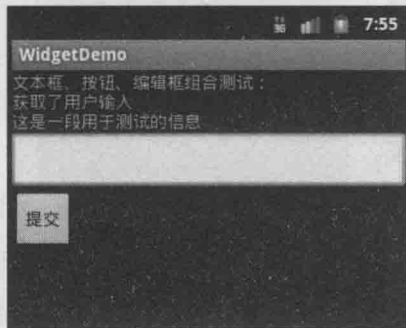 3G 7:55
WidgetDemo
文本框、按钮、编辑框组合测试：
获取了用户输入
这是一段用于测试的信息
提交